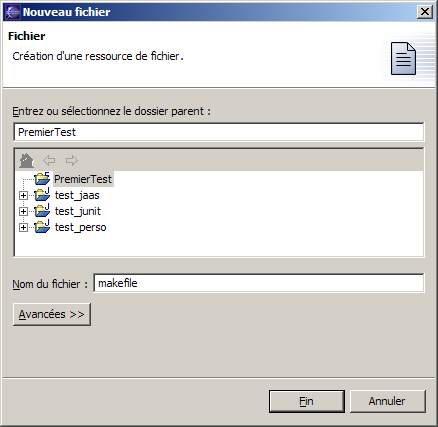 Nouveau fichier
Fichier
Création d'une ressource de fichier.
Entrez ou sélectionnez le dossier parent :
PremierTest
PremierTest
test_jaas
test_junit
test_perso
Nom du fichier : makefile
Avancées >>
Fin Annuler